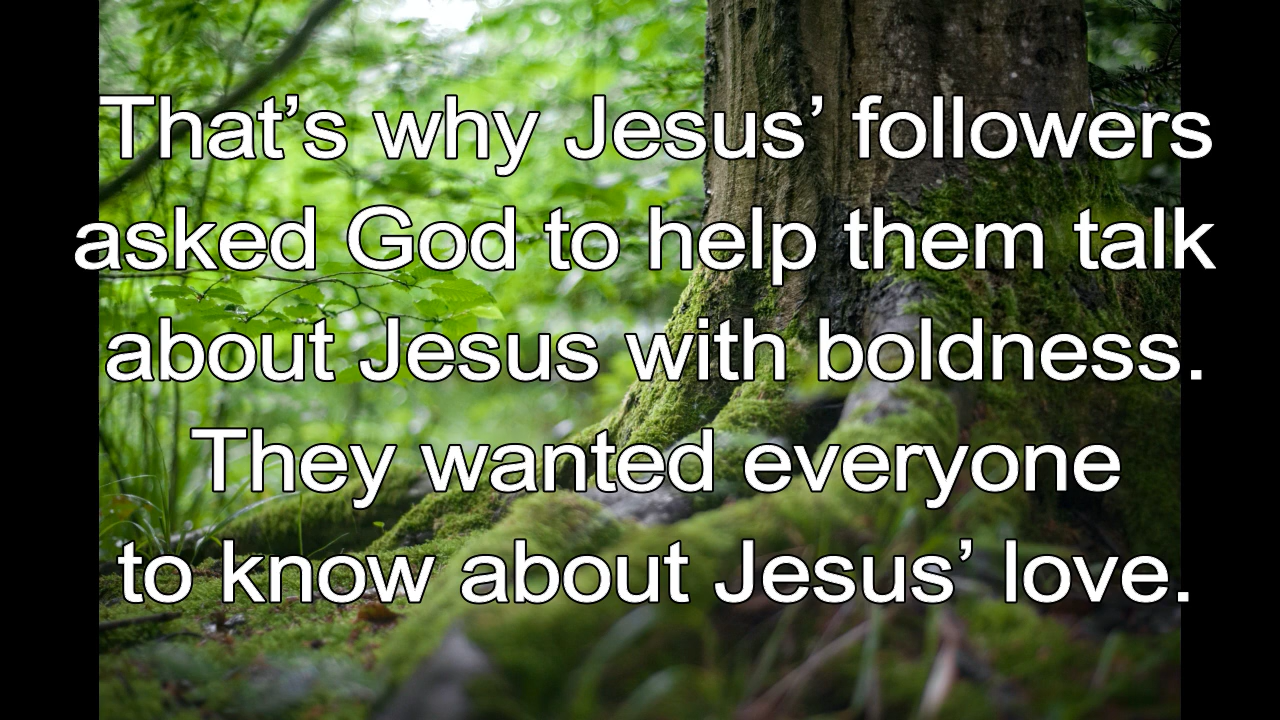 That’s why Jesus’ followers
asked God to help them talk
about Jesus with boldness.
They wanted everyone
to know about Jesus’ love.